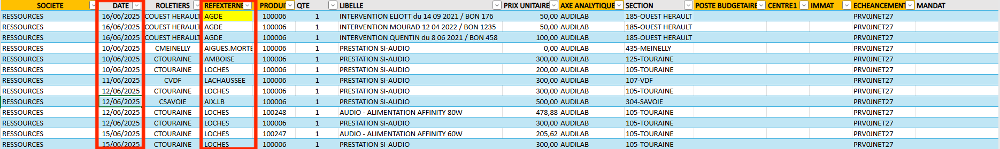 SOCIETE DATE ROLETIERS REFEXTERNE PRODUI QTE LIBELLE PRIX UNITAIRE AXE ANALYTIQUE SECTION POSTE BUDGETAIRE CENTRE1 IMMAT ECHEANCEMENT MANDAT
RESSOURCES 16/06/2025 COUEST HERAULT AGDE 100006 1 INTERVENTION ELIOTT du 14 09 2021 / BON 176 50,00 AUDILAB 185-OUEST HERAULT PRV0JNET27
RESSOURCES 16/06/2025 COUEST HERAULT AGDE 100006 1 INTERVENTION MOURAD 12 04 2022 / BON 1235 50,00 AUDILAB 185-OUEST HERAULT PRV0JNET27
RESSOURCES 16/06/2025 COUEST HERAULT AGDE 100006 1 INTERVENTION QUENTIN du 8 06 2021 / BON 458 100,00 AUDILAB 185-OUEST HERAULT PRV0JNET27
RESSOURCES 10/06/2025 CMEINELLY AIGUES.MORTE 100006 1 PRESTATION SI-AUDIO 0,00 AUDILAB 435-MEINELLY PRV0JNET27
RESSOURCES 10/06/2025 CTOURAINE AMBOISE 100006 1 PRESTATION SI-AUDIO 300,00 AUDILAB 125-TOURAINE PRV0JNET27
RESSOURCES 10/06/2025 CTOURAINE LOCHES 100006 1 PRESTATION SI-AUDIO 200,00 AUDILAB 105-TOURAINE PRV0JNET27
RESSOURCES 11/06/2025 CVDF LACHAUSSEE 100006 1 PRESTATION SI-AUDIO 300,00 AUDILAB 107-VDF PRV0JNET27
RESSOURCES 12/06/2025 CTOURAINE LOCHES 100006 1 PRESTATION SI-AUDIO 300,00 AUDILAB 105-TOURAINE PRV0JNET27
RESSOURCES 12/06/2025 CSAVOIE AIX.LB 100006 1 PRESTATION SI-AUDIO 500,00 AUDILAB 304-SAVOIE PRV0JNET27
RESSOURCES 12/06/2025 CTOURAINE LOCHES 100248 1 AUDIO - ALIMENTATION AFFINITY 80W 478,88 AUDILAB 105-TOURAINE PRV0JNET27
RESSOURCES 12/06/2025 CTOURAINE LOCHES 100006 1 PRESTATION SI-AUDIO 300,00 AUDILAB 105-TOURAINE PRV0JNET27
RESSOURCES 15/06/2025 CTOURAINE LOCHES 100247 1 AUDIO - ALIMENTATION AFFINITY 60W 205,62 AUDILAB 105-TOURAINE PRV0JNET27
RESSOURCES 15/06/2025 CTOURAINE LOCHES 100006 1 PRESTATION SI-AUDIO 300,00 AUDILAB 105-TOURAINE PRV0JNET27